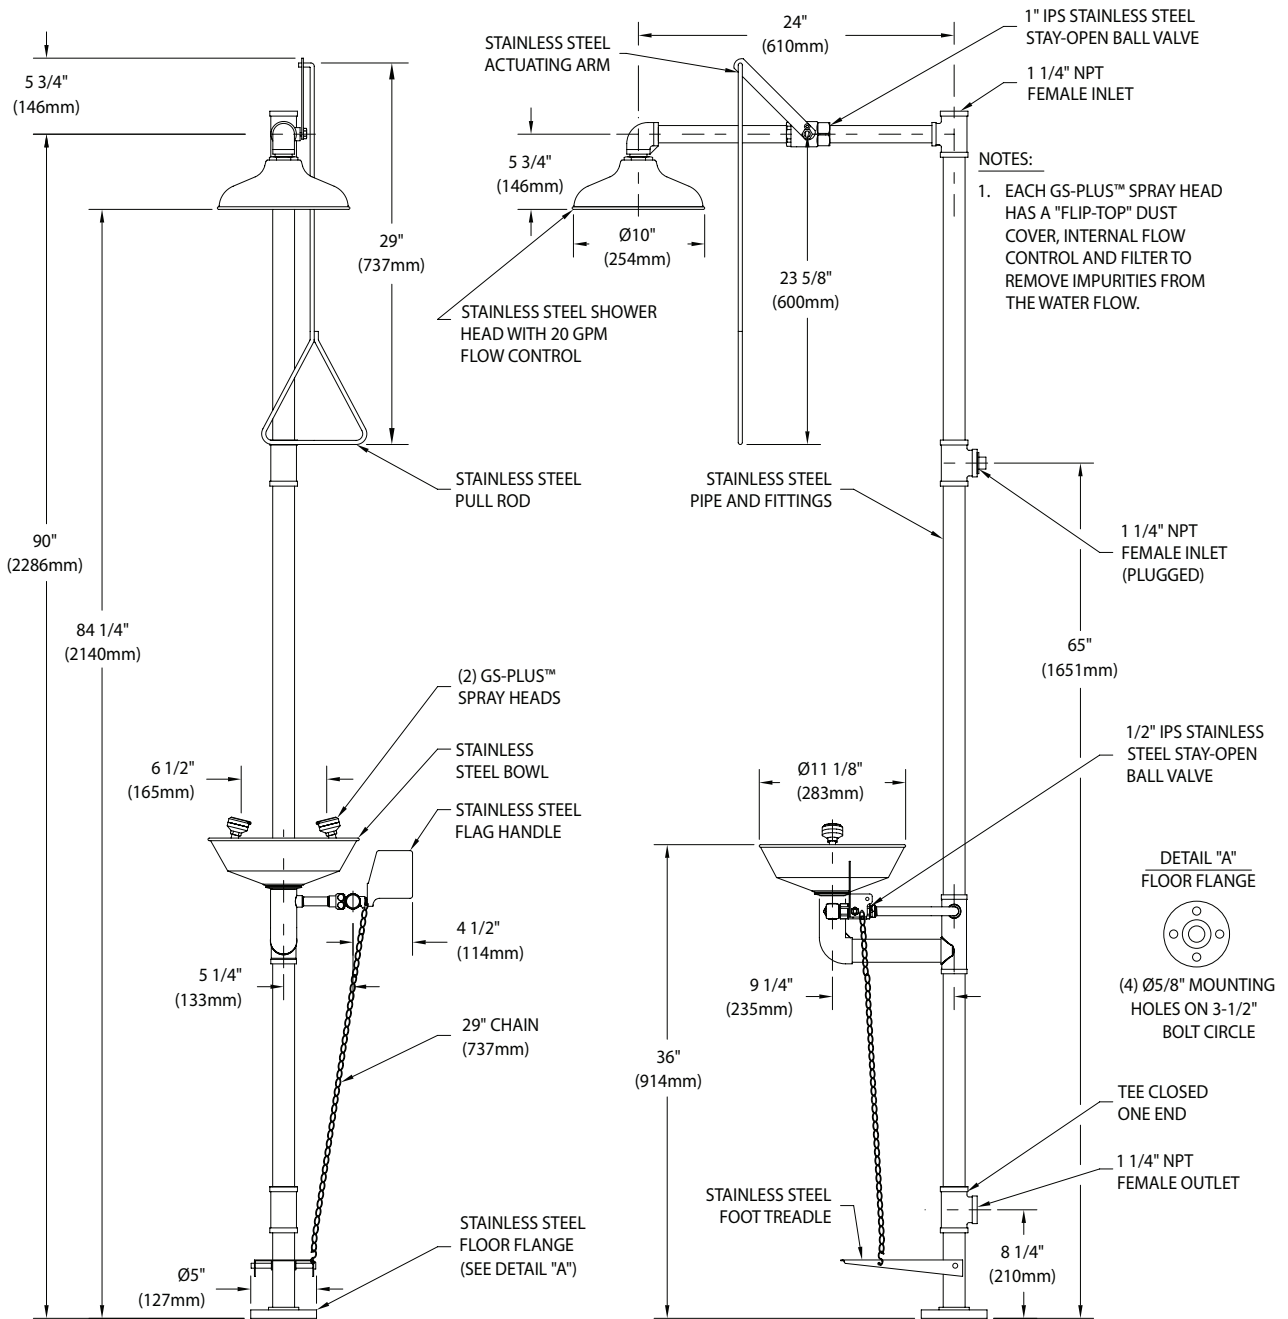 24"
(610mm)
1" IPS STAINLESS STEEL
STAY-OPEN BALL VALVE
STAINLESS STEEL
ACTUATING ARM
5 3/4"
(146mm)
1 1/4" NPT
FEMALE INLET
5 3/4"
(146mm)
NOTES:
1. EACH GS-PLUS™ SPRAY HEAD
HAS A "FLIP-TOP" DUST
COVER, INTERNAL FLOW
CONTROL AND FILTER TO
REMOVE IMPURITIES FROM
THE WATER FLOW.
29"
(737mm)
Ø10"
(254mm)
23 5/8"
(600mm)
STAINLESS STEEL SHOWER
HEAD WITH 20 GPM
FLOW CONTROL
STAINLESS STEEL
PULL ROD
STAINLESS STEEL
PIPE AND FITTINGS
90"
(2286mm)
1 1/4" NPT
FEMALE INLET
(PLUGGED)
84 1/4"
(2140mm)
65"
(1651mm)
(2) GS-PLUS™
SPRAY HEADS
STAINLESS
STEEL BOWL
1/2" IPS STAINLESS
STEEL STAY-OPEN
BALL VALVE
6 1/2"
(165mm)
Ø11 1/8"
(283mm)
STAINLESS STEEL
FLAG HANDLE
DETAIL "A"
FLOOR FLANGE
4 1/2"
(114mm)
5 1/4"
(133mm)
9 1/4"
(235mm)
(4) Ø5/8" MOUNTING
HOLES ON 3-1/2"
BOLT CIRCLE
29" CHAIN
(737mm)
36"
(914mm)
TEE CLOSED
ONE END
1 1/4" NPT
FEMALE OUTLET
STAINLESS STEEL
FOOT TREADLE
STAINLESS STEEL
FLOOR FLANGE
(SEE DETAIL "A")
8 1/4"
(210mm)
Ø5"
(127mm)